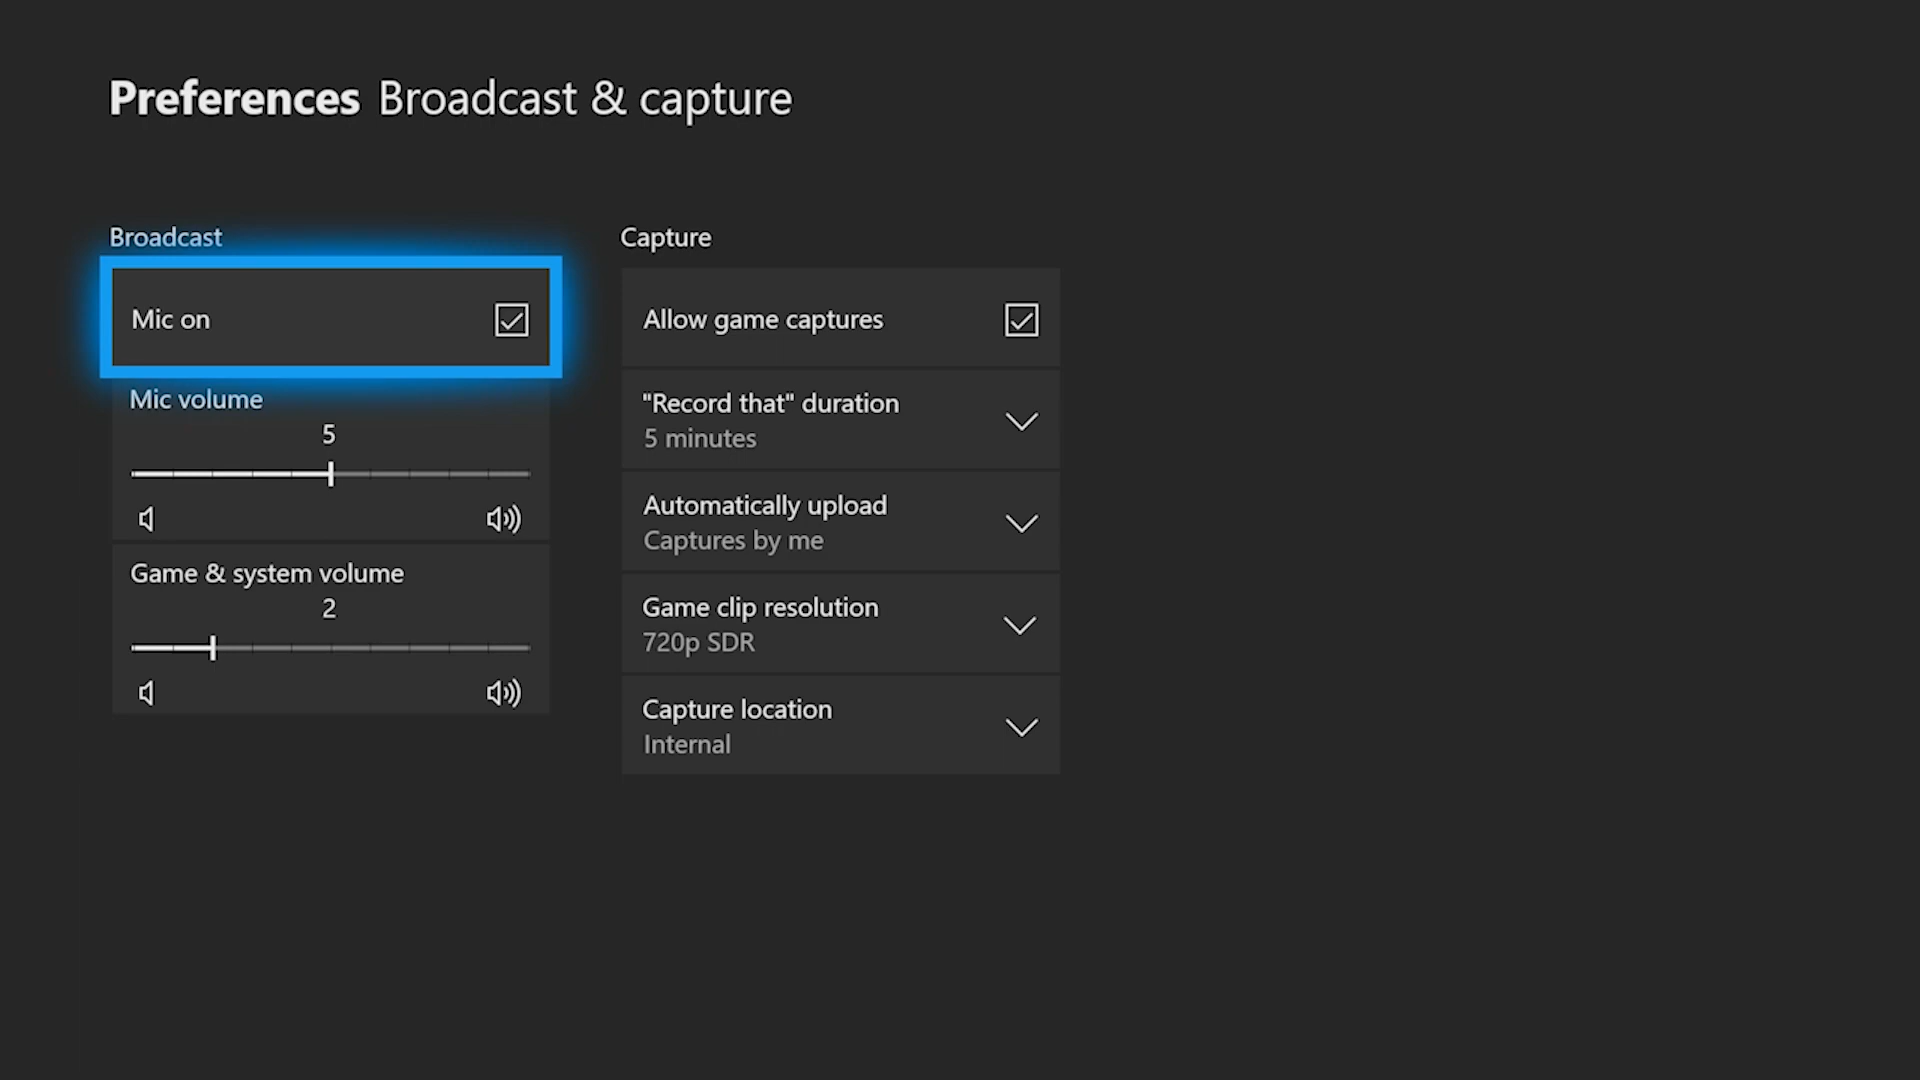 Preferences Broadcast & capture
Broadcast
Mic on
Mic volume
5
Game & system volume
2
Capture
Allow game captures
"Record that" duration
5 minutes
Automatically upload
Captures by me
Game clip resolution
720p SDR
Capture location
Internal